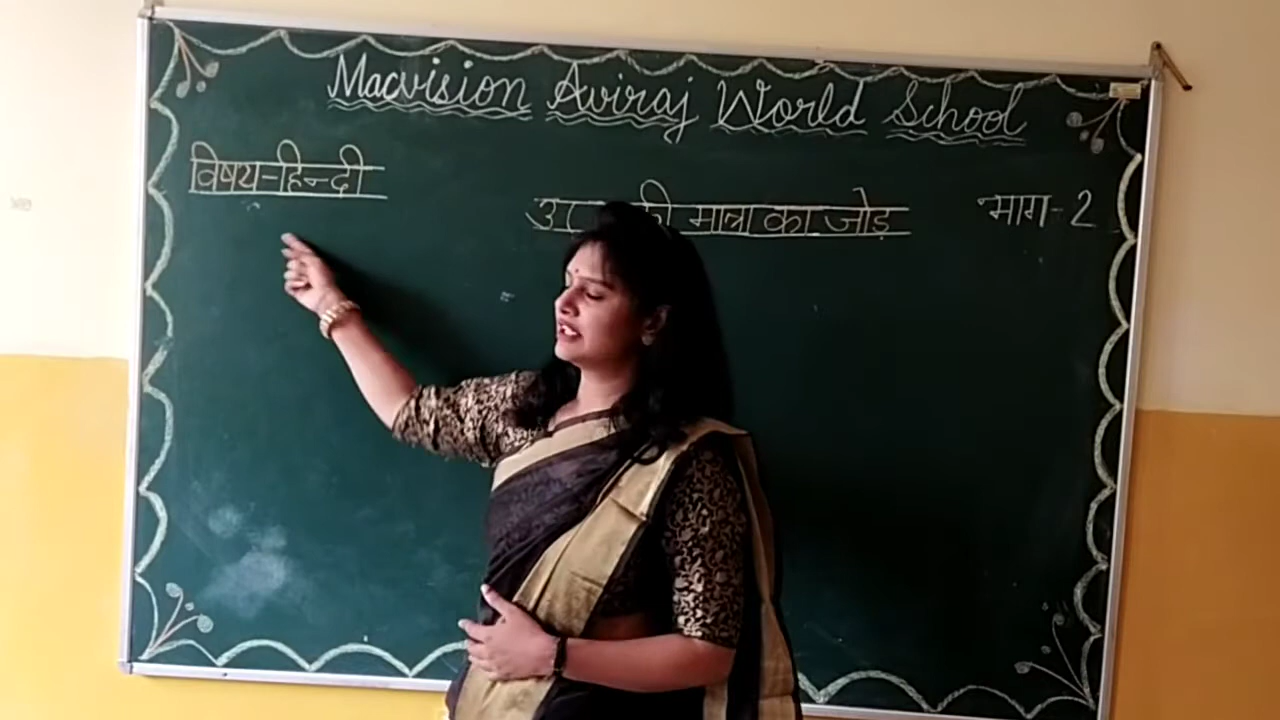 Macvision Aviraj World School
विषय-हिन्दी
की मात्रा का जोड़
भाग-2